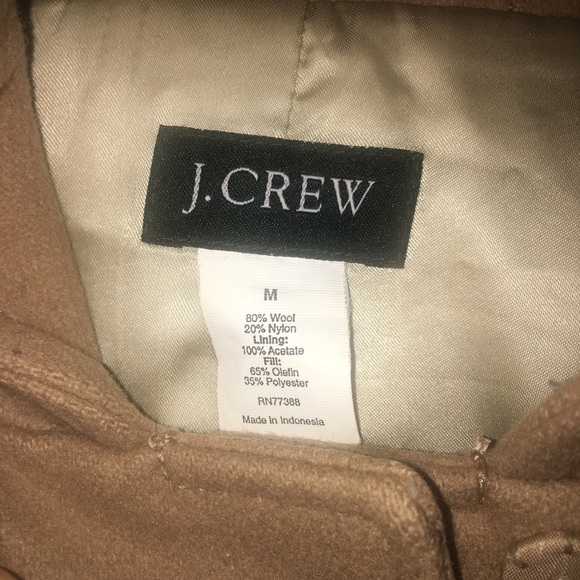 J.CREW
M
80% Wool
20% Nylon
Lining:
100% Acetate
Fill:
65% Olefin
35% Polyester
RN77388
Made in Indonesia